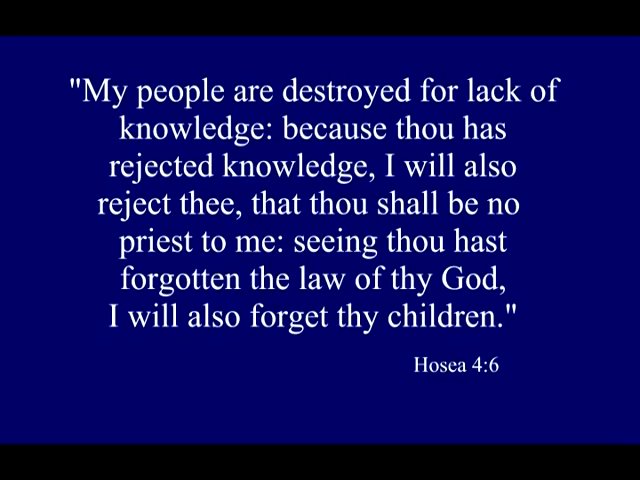 "My people are destroyed for lack of
knowledge: because thou has
rejected knowledge, I will also
reject thee, that thou shall be no
priest to me: seeing thou hast
forgotten the law of thy God,
I will also forget thy children."
Hosea 4:6